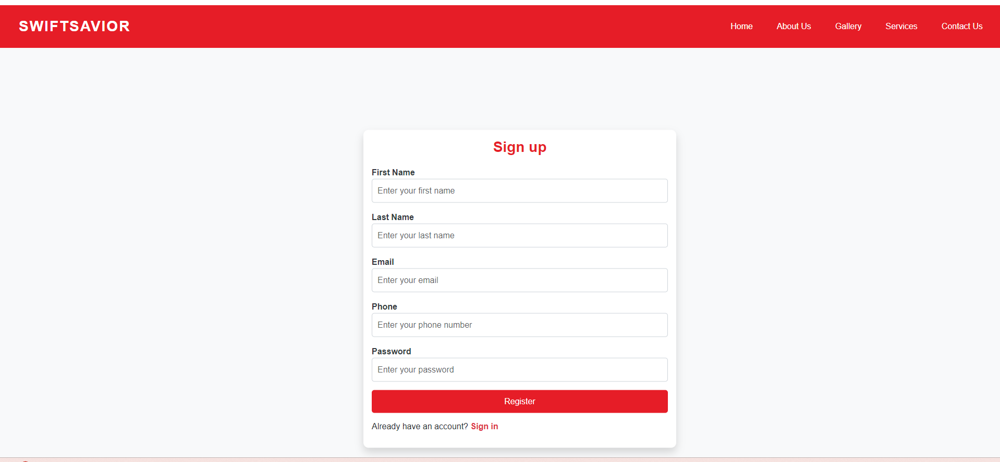 SWIFTSAVIOR
Home About Us Gallery Services Contact Us
Sign up
First Name
Enter your first name
Last Name
Enter your last name
Email
Enter your email
Phone
Enter your phone number
Password
Enter your password
Register
Already have an account? Sign in